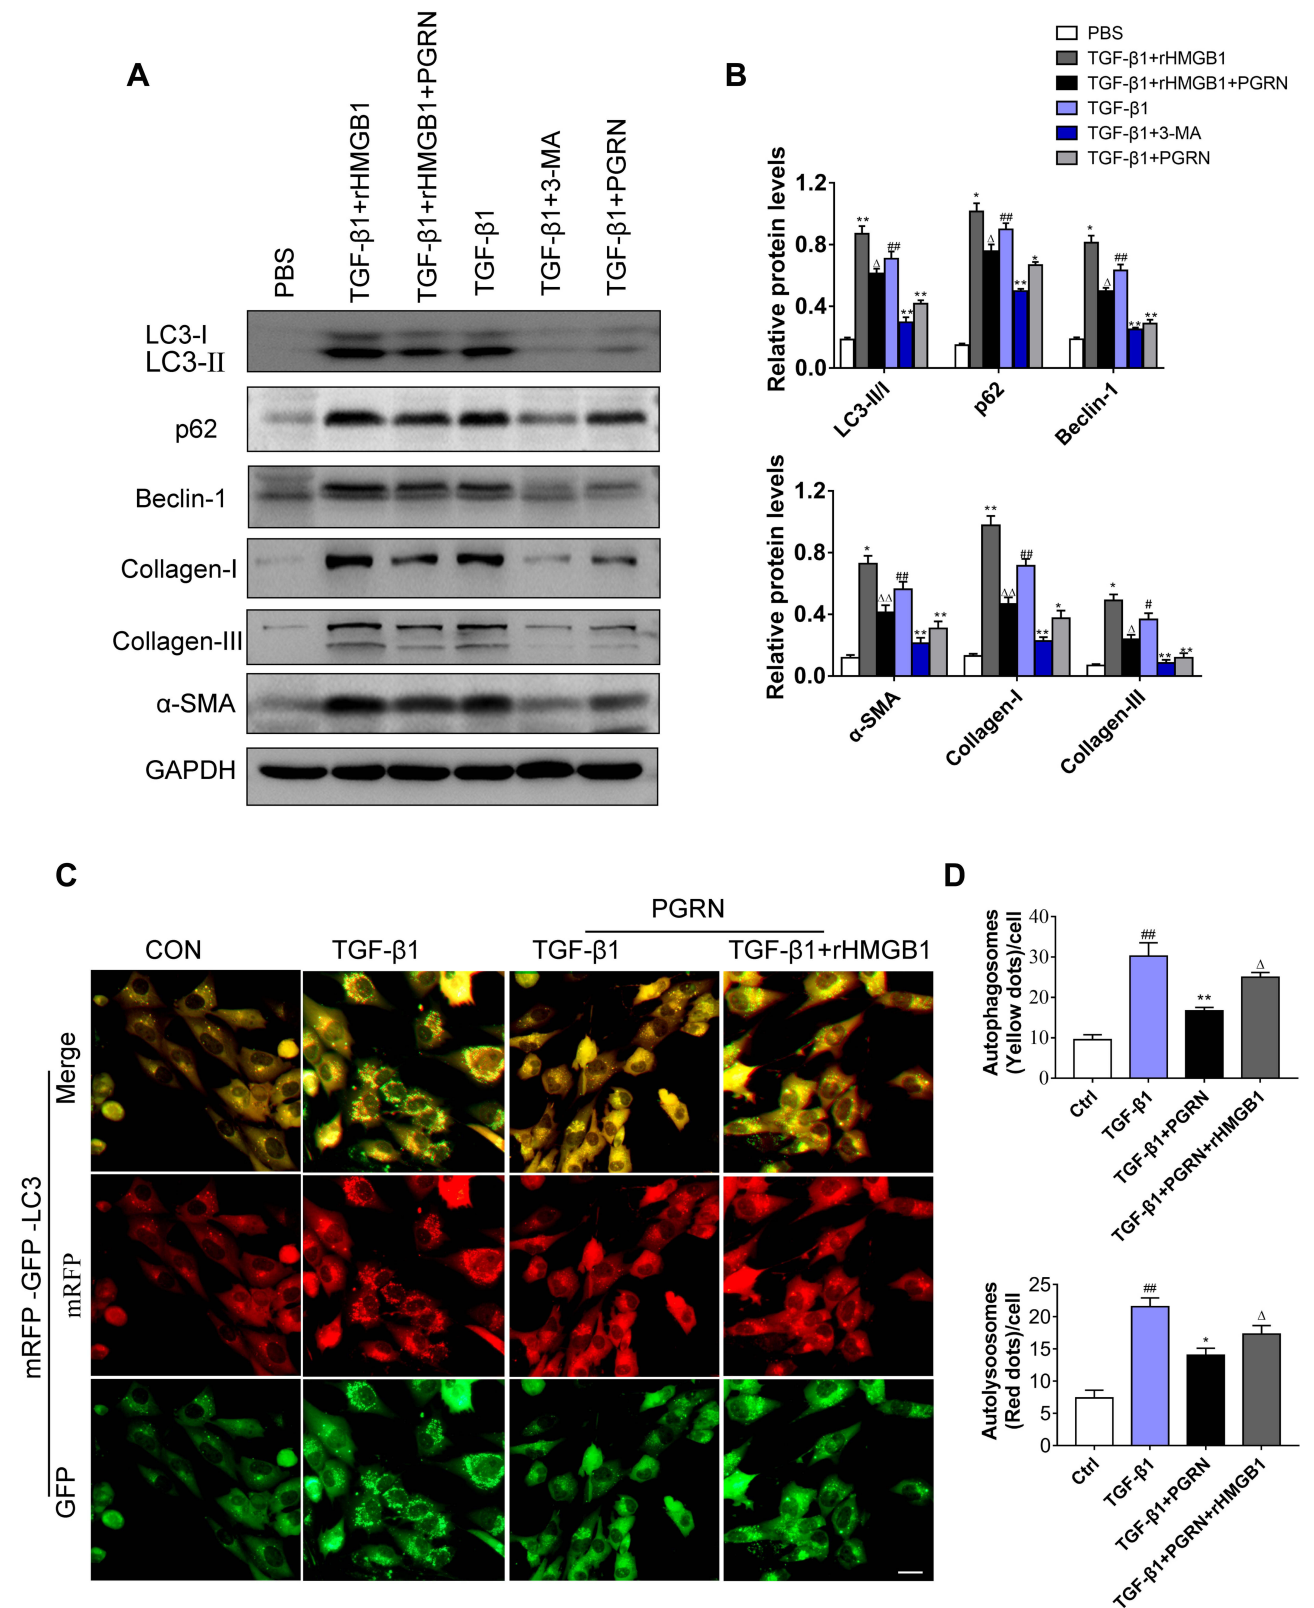 A
PBS
TGF-β1+rHMGB1
TGF-β1+rHMGB1+PGRN
TGF-β1
TGF-β1+3-MA
TGF-β1+PGRN
LC3-I
LC3-II
p62
Beclin-1
Collagen-I
Collagen-III
α-SMA
GAPDH
B
PBS
TGF-β1+rHMGB1
TGF-β1+rHMGB1+PGRN
TGF-β1
TGF-β1+3-MA
TGF-β1+PGRN
Relative protein levels
1.2
0.8
0.4
0.0
** Δ ## ** **
* Δ ## ** *
* Δ ## ** **
LC3-II/I
p62
Beclin-1
Relative protein levels
1.2
0.8
0.4
0.0
* ΔΔ ## ** **
** ΔΔ ## ** *
* Δ # ** **
α-SMA
Collagen-I
Collagen-III
C
PGRN
CON
TGF-β1
TGF-β1
TGF-β1+rHMGB1
mRFP -GFP -LC3
Merge
mRFP
GFP
D
Autophagosomes
(Yellow dots)/cell
40
30
20
10
0
## ** Δ
Ctrl
TGF-β1
TGF-β1+PGRN
TGF-β1+PGRN+rHMGB1
Autolysoosomes
(Red dots)/cell
25
20
15
10
5
0
## * Δ
Ctrl
TGF-β1
TGF-β1+PGRN
TGF-β1+PGRN+rHMGB1